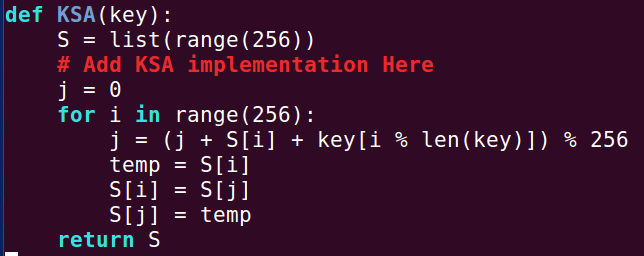 def KSA(key):
    S = list(range(256))
    # Add KSA implementation Here
    j = 0
    for i in range(256):
        j = (j + S[i] + key[i % len(key)]) % 256
        temp = S[i]
        S[i] = S[j]
        S[j] = temp
    return S